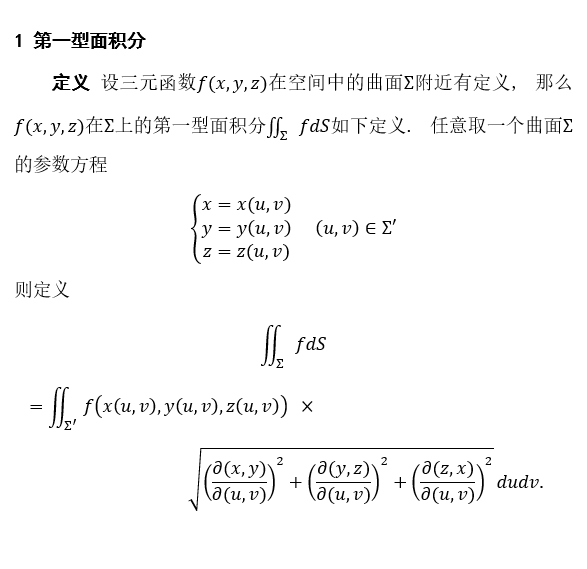 1 第一型面积分
定义 设三元函数f(x,y,z)在空间中的曲面Σ附近有定义, 那么
f(x,y,z)在Σ上的第一型面积分∬_Σ fdS如下定义. 任意取一个曲面Σ
的参数方程
{x = x(u,v)
y = y(u,v) (u,v) ∈ Σ′
z = z(u,v)
则定义
∬_Σ fdS
= ∬_Σ′ f(x(u,v),y(u,v),z(u,v)) ×
√((∂(x,y)/∂(u,v))² + (∂(y,z)/∂(u,v))² + (∂(z,x)/∂(u,v))²) dudv.